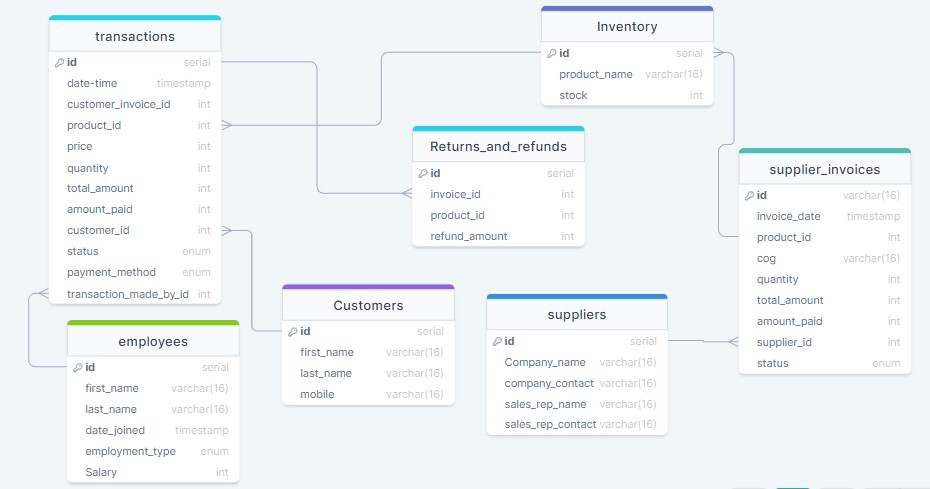 transactions
id serial
date-time timestamp
customer_invoice_id int
product_id int
price int
quantity int
total_amount int
amount_paid int
customer_id int
status enum
payment_method enum
transaction_made_by_id int
Inventory
id serial
product_name varchar(16)
stock int
Returns_and_refunds
id serial
invoice_id int
product_id int
refund_amount int
supplier_invoices
id varchar(16)
invoice_date timestamp
product_id int
cog varchar(16)
quantity int
total_amount int
amount_paid int
supplier_id int
status enum
Customers
id serial
first_name varchar(16)
last_name varchar(16)
mobile varchar(16)
suppliers
id serial
Company_name varchar(16)
company_contact varchar(16)
sales_rep_name varchar(16)
sales_rep_contact varchar(16)
employees
id serial
first_name varchar(16)
last_name varchar(16)
date_joined timestamp
employment_type enum
Salary int